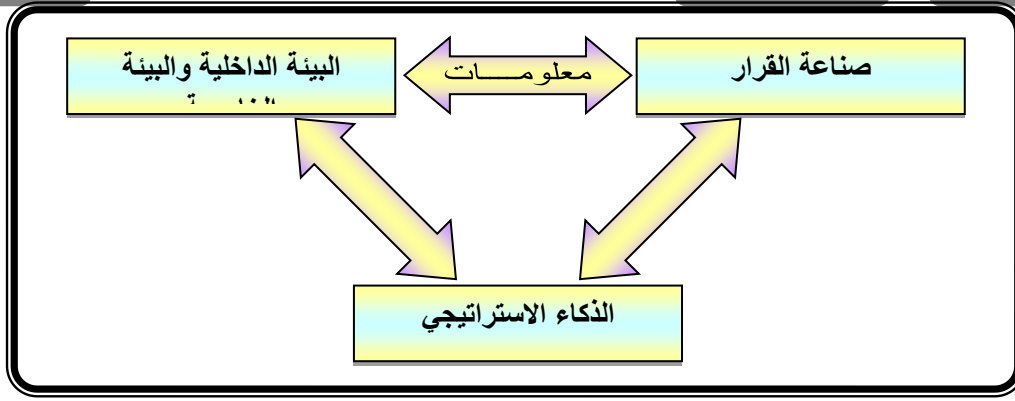 صناعة القرار
معلومـــات
البيئة الداخلية والبيئة
الذكاء الاستراتيجي